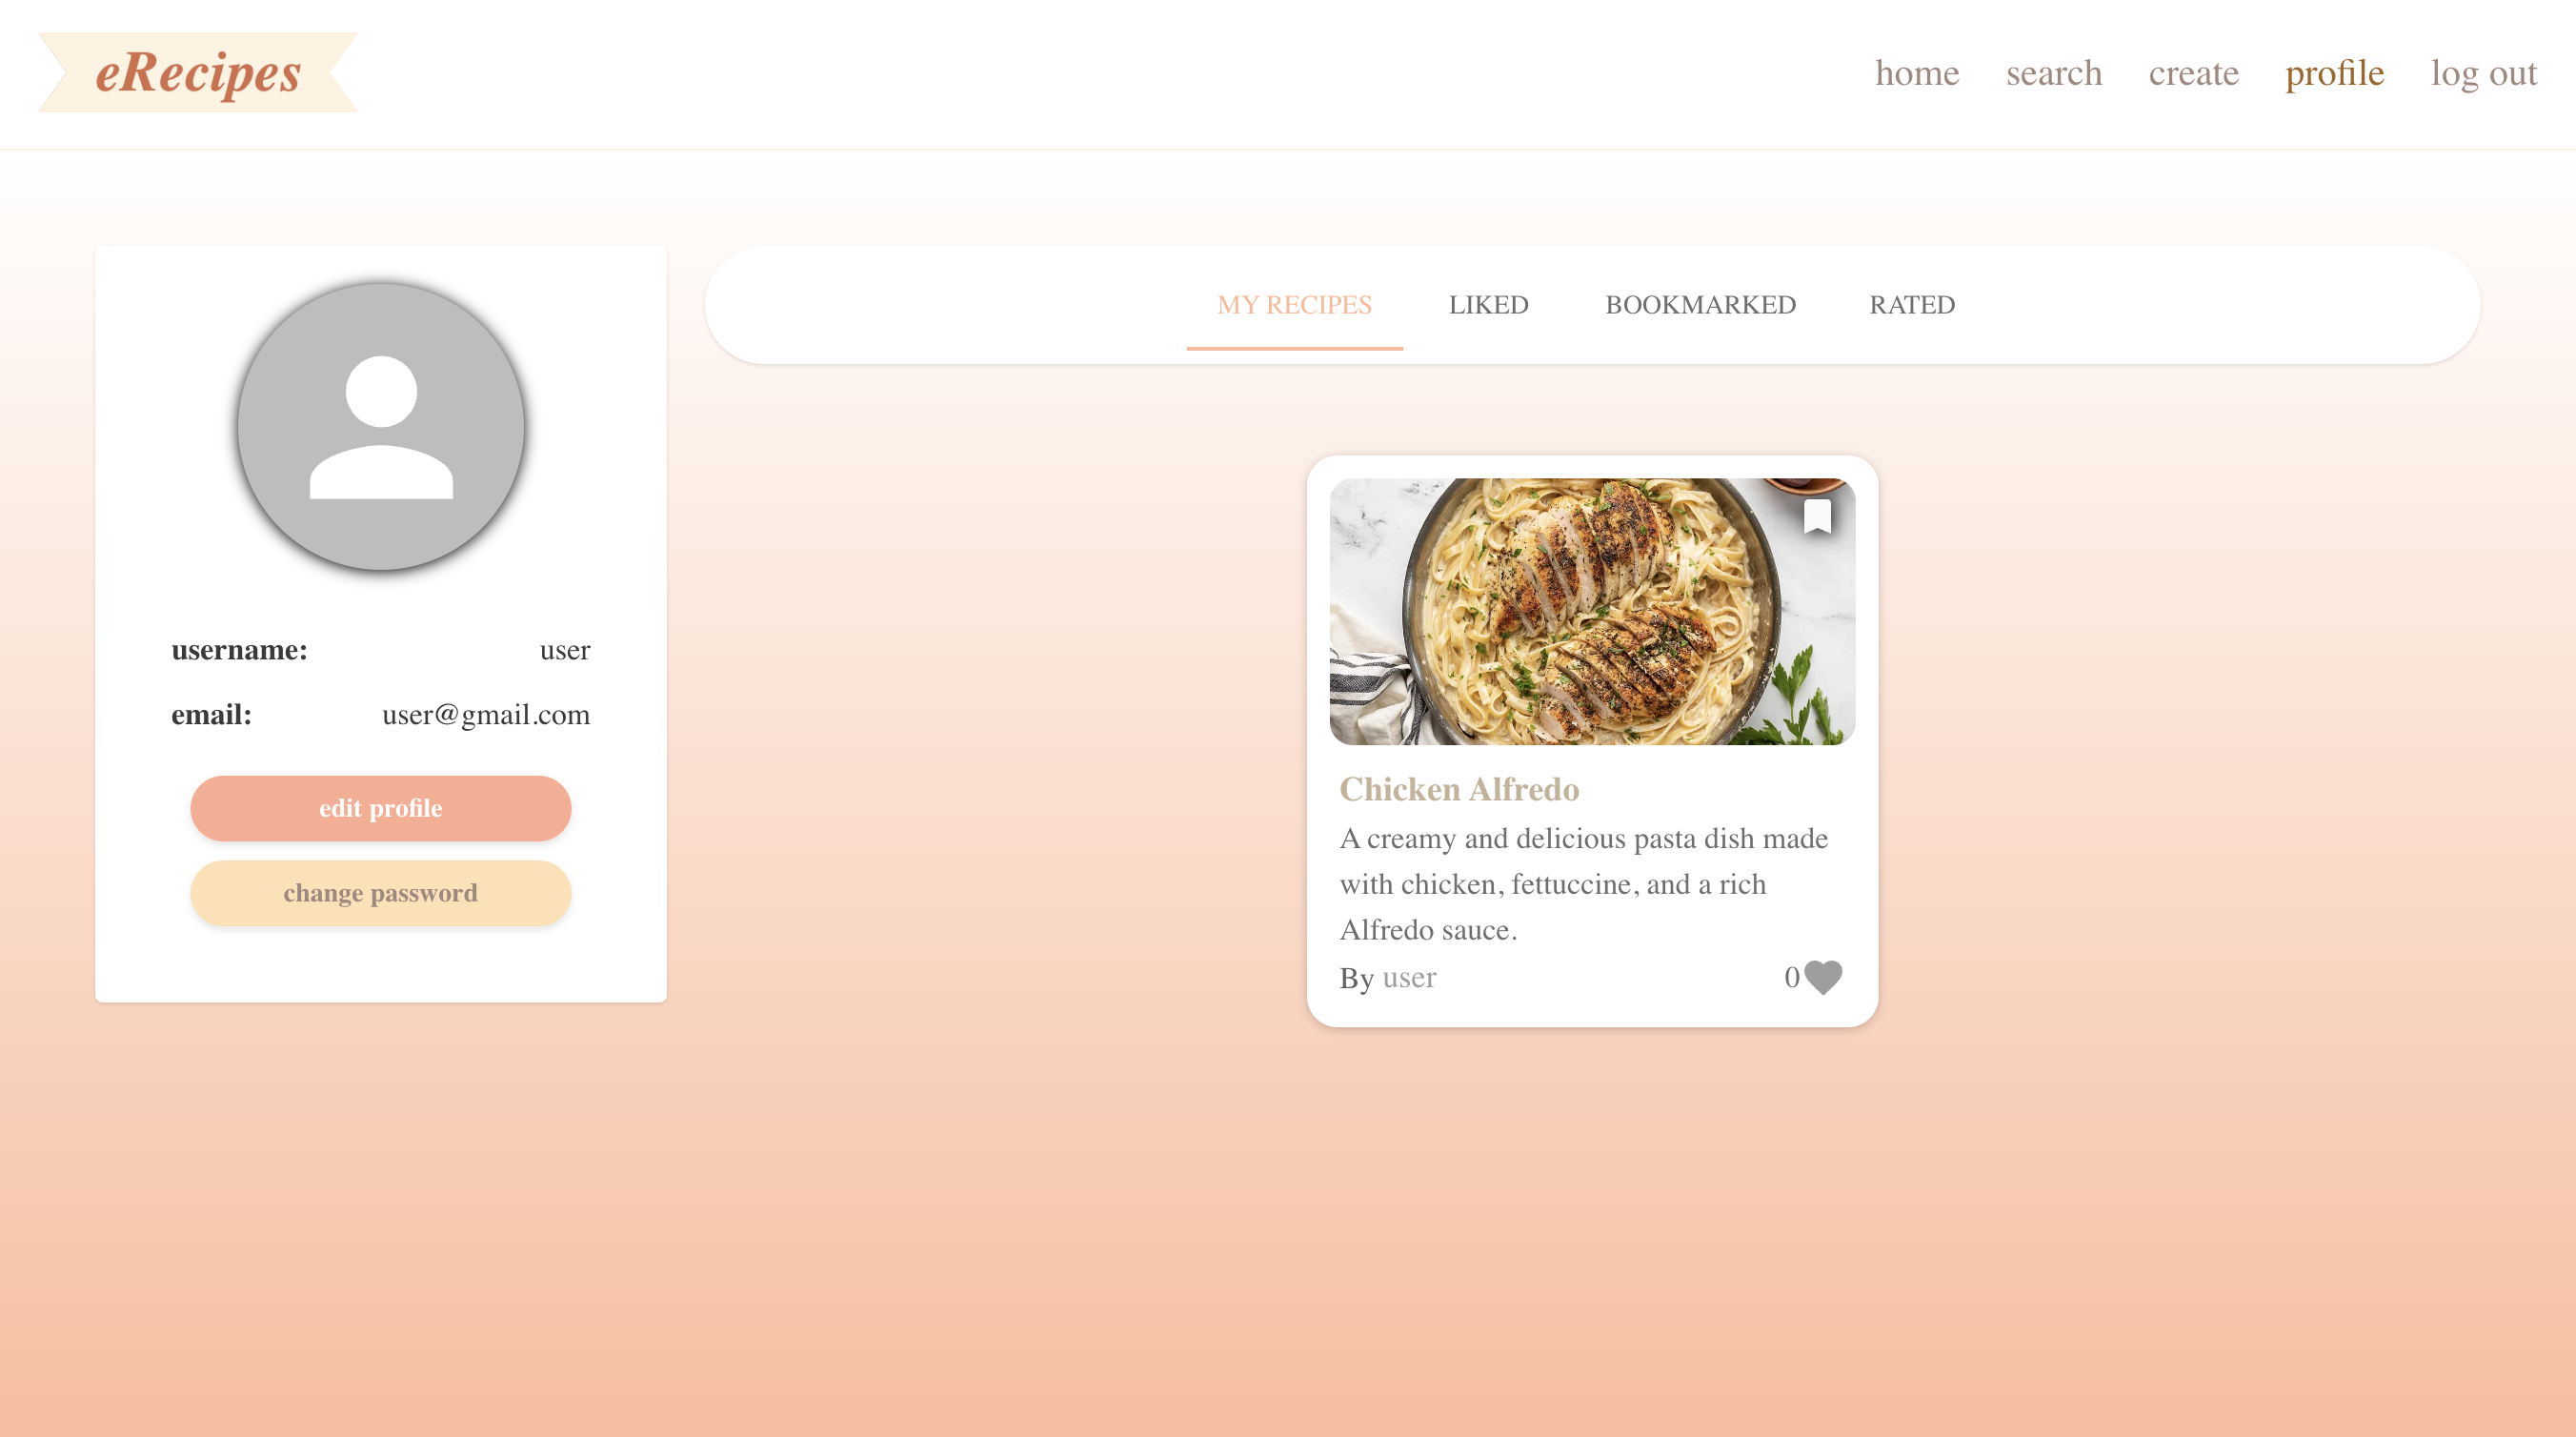 eRecipes
home search create profile log out
MY RECIPES LIKED BOOKMARKED RATED
username: user
email: user@gmail.com
edit profile
change password
Chicken Alfredo
A creamy and delicious pasta dish made
with chicken, fettuccine, and a rich
Alfredo sauce.
By user 0